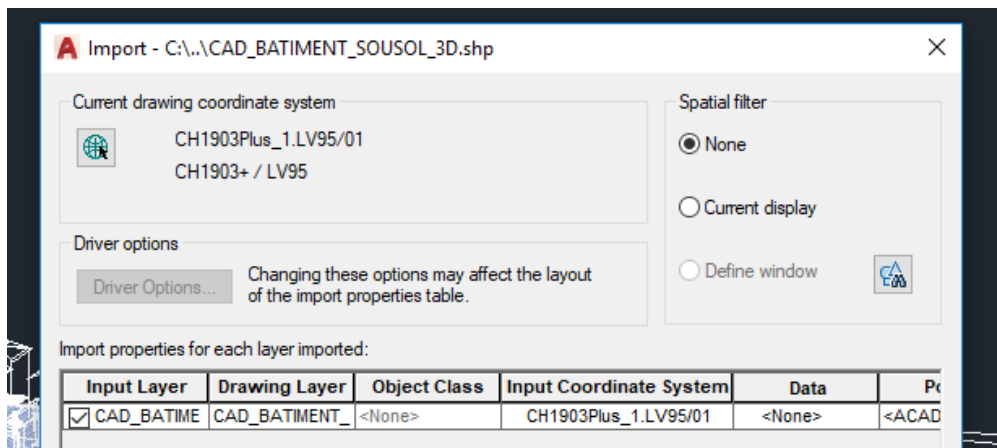 Import - C:\..\CAD_BATIMENT_SOUSOL_3D.shp
Current drawing coordinate system
CH1903Plus_1.LV95/01
CH1903+ / LV95
Spatial filter
None
Current display
Define window
Driver options
Driver Options...
Changing these options may affect the layout
of the import properties table.
Import properties for each layer imported:
Input Layer Drawing Layer Object Class Input Coordinate System Data
CAD_BATIME CAD_BATIMENT_ <None> CH1903Plus_1.LV95/01 <None> <ACAD